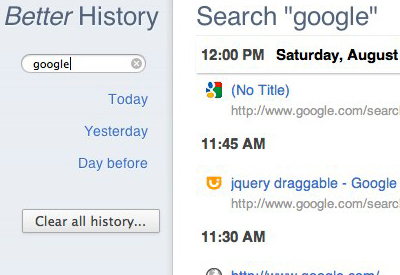 Better History
google
Today
Yesterday
Day before
Clear all history...
Search "google"
12:00 PM Saturday, August
(No Title)
http://www.google.com/searc
11:45 AM
jquery draggable - Google
http://www.google.com/searc
11:30 AM
http://www.google.com/